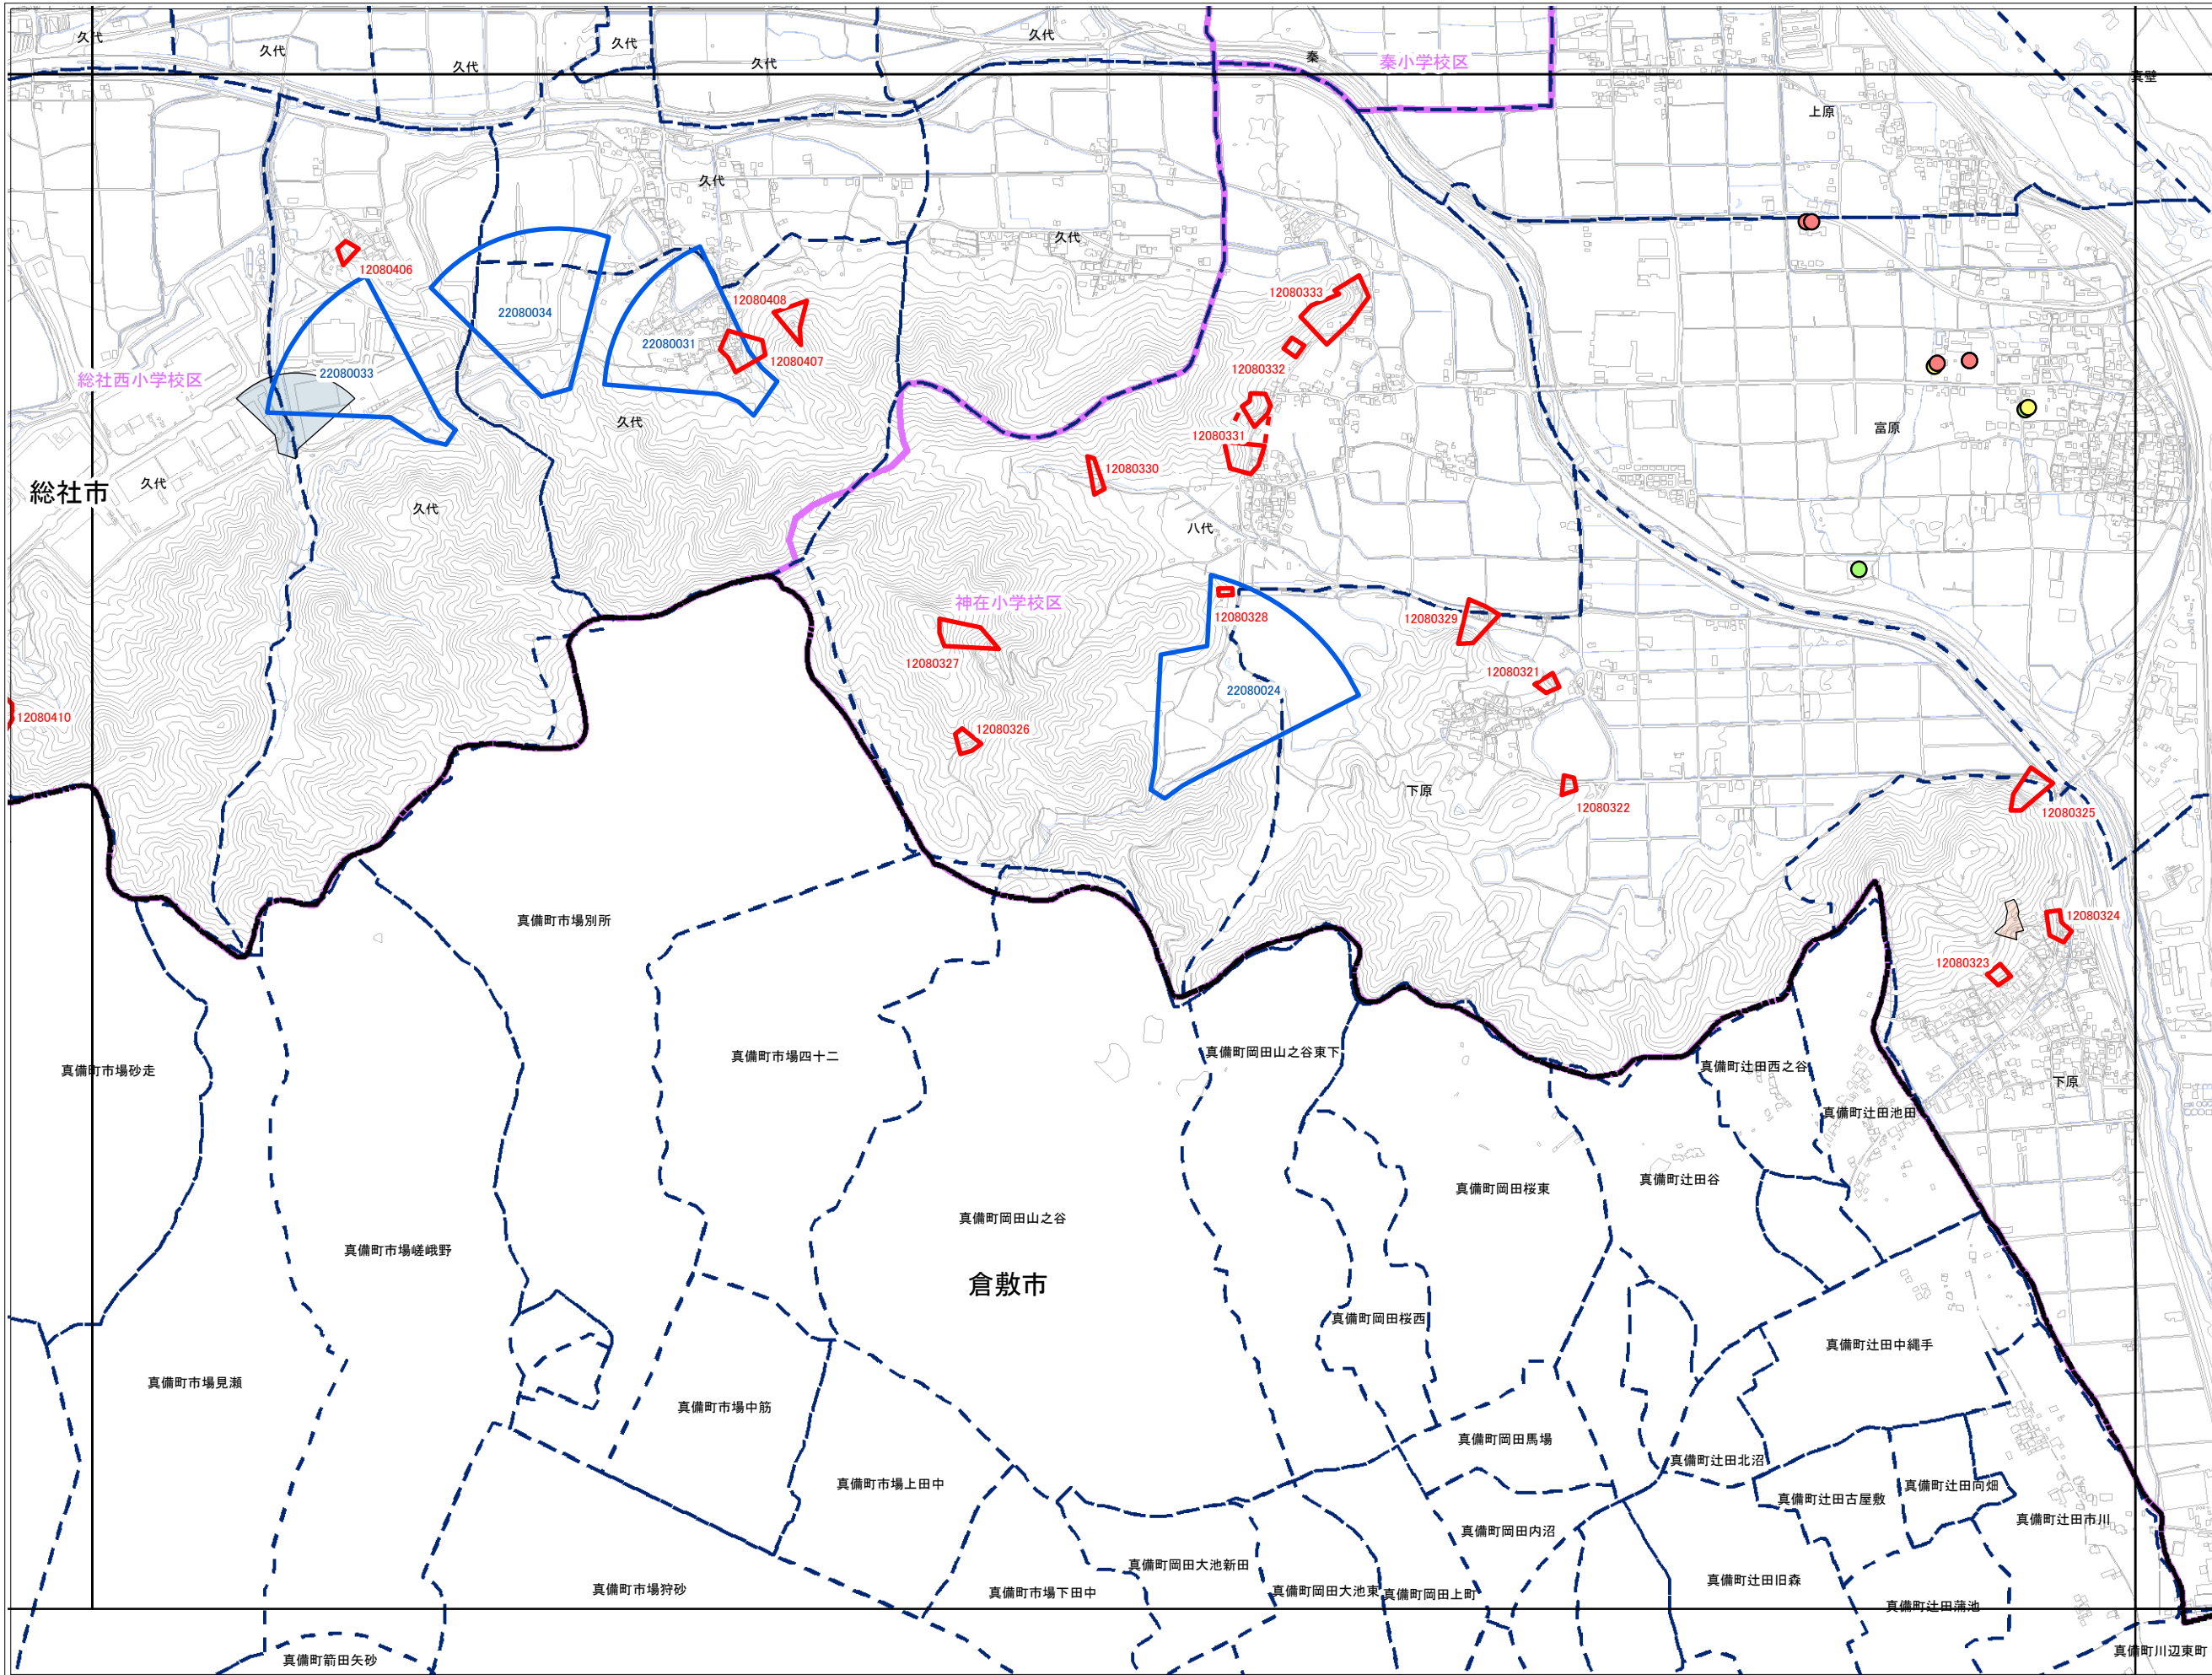 久代
久代
久代
久代
久代
久代
秦
秦小学校区
真壁
上原
久代
久代
12080406
22080034
12080408
12080333
22080031
12080407
22080033
12080332
総社西小学校区
久代
富原
12080331
12080330
総社市
久代
久代
八代
神在小学校区
12080328
12080329
12080327
12080321
22080024
12080410
12080326
下原
12080322
12080325
真備町市場別所
12080324
12080323
真備町市場砂走
真備町市場四十二
真備町岡田山之谷東下
真備町辻田西之谷
下原
真備町辻田池田
真備町辻田谷
真備町岡田桜東
真備町岡田山之谷
真備町市場嵯峨野
倉敷市
真備町岡田桜西
真備町辻田中縄手
真備町市場見瀬
真備町市場中筋
真備町岡田馬場
真備町辻田北沼
真備町市場上田中
真備町辻田向畑
真備町辻田古屋敷
真備町辻田市川
真備町岡田内沼
真備町岡田大池新田
真備町市場狩砂
真備町市場下田中
真備町岡田大池東
真備町岡田上町
真備町辻田旧森
真備町辻田蒲池
真備町箭田矢砂
真備町川辺東町